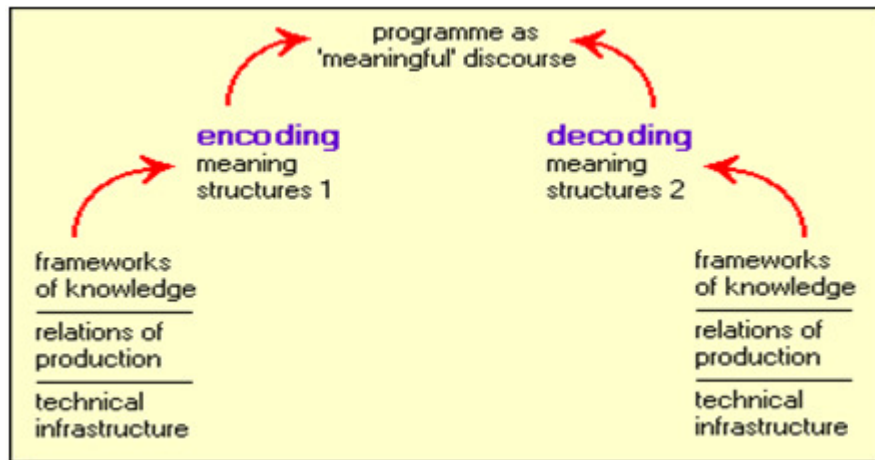 programme as
'meaningful' discourse
encoding
meaning
structures 1
decoding
meaning
structures 2
frameworks
of knowledge
relations of
production
technical
infrastructure
frameworks
of knowledge
relations of
production
technical
infrastructure